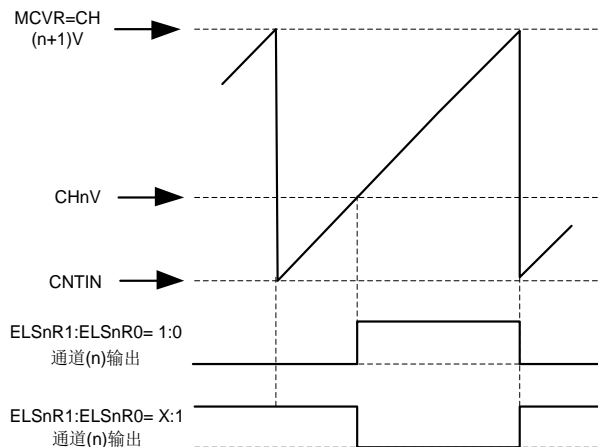 MCVR=CH
(n+1)V
CHnV
CNTIN
ELSnR1:ELSnR0= 1:0
通道(n)输出
ELSnR1:ELSnR0= X:1
通道(n)输出